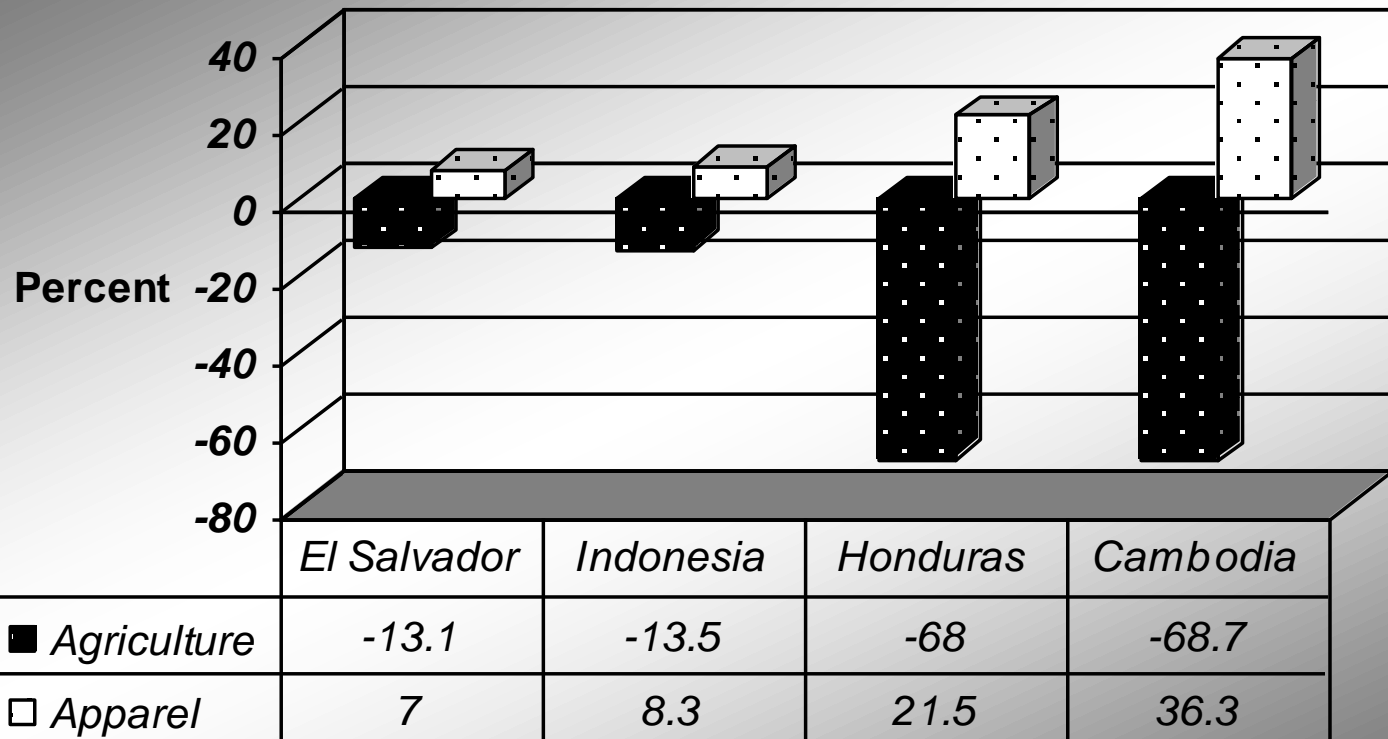 40
20
0
Percent -20
-40
-60
-80
El Salvador Indonesia Honduras Cambodia
Agriculture -13.1 -13.5 -68 -68.7
Apparel 7 8.3 21.5 36.3